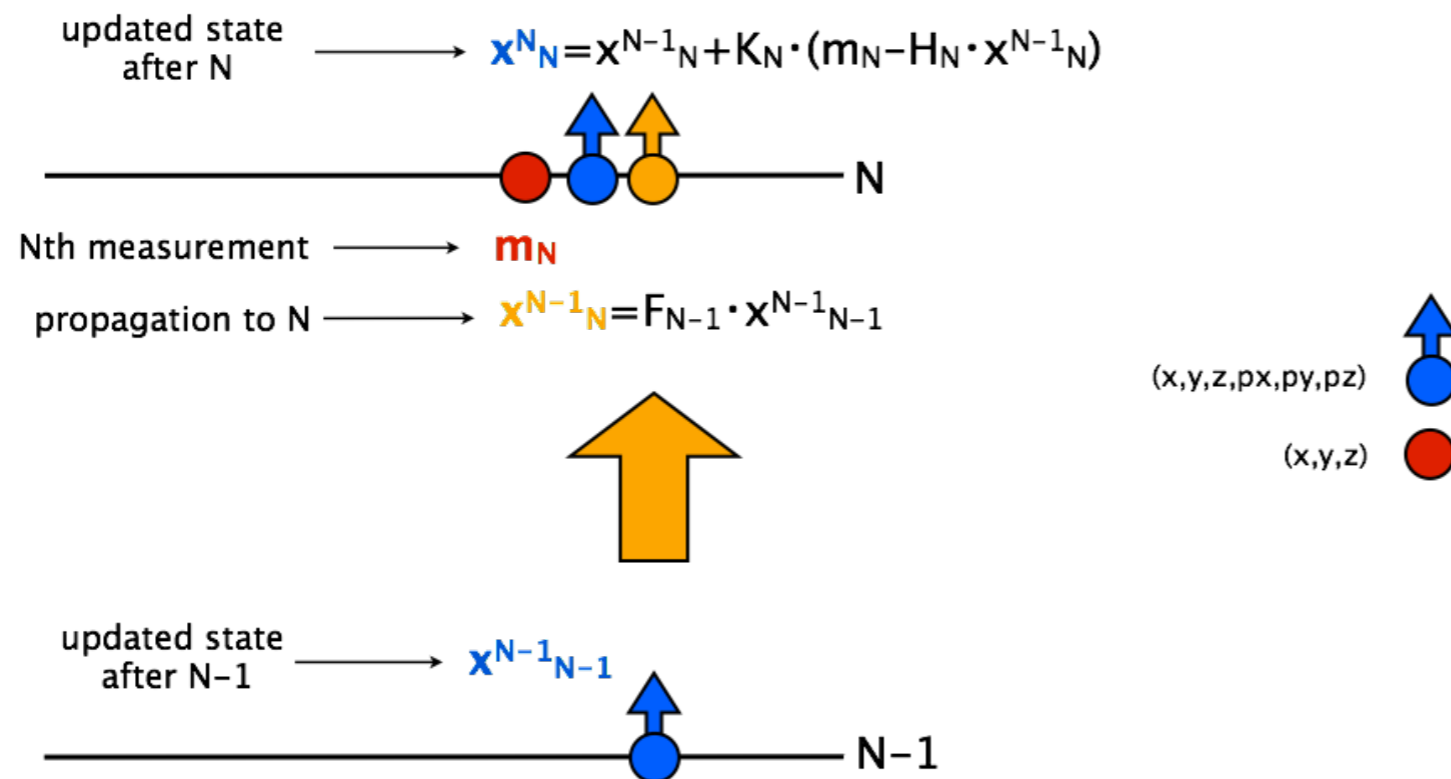 updated state
after N
x^N_N=x^{N-1}_N+K_N·(m_N-H_N·x^{N-1}_N)
N
Nth measurement
m_N
propagation to N
x^{N-1}_N=F_{N-1}·x^{N-1}_{N-1}
(x,y,z,px,py,pz)
(x,y,z)
updated state
after N-1
x^{N-1}_{N-1}
N-1